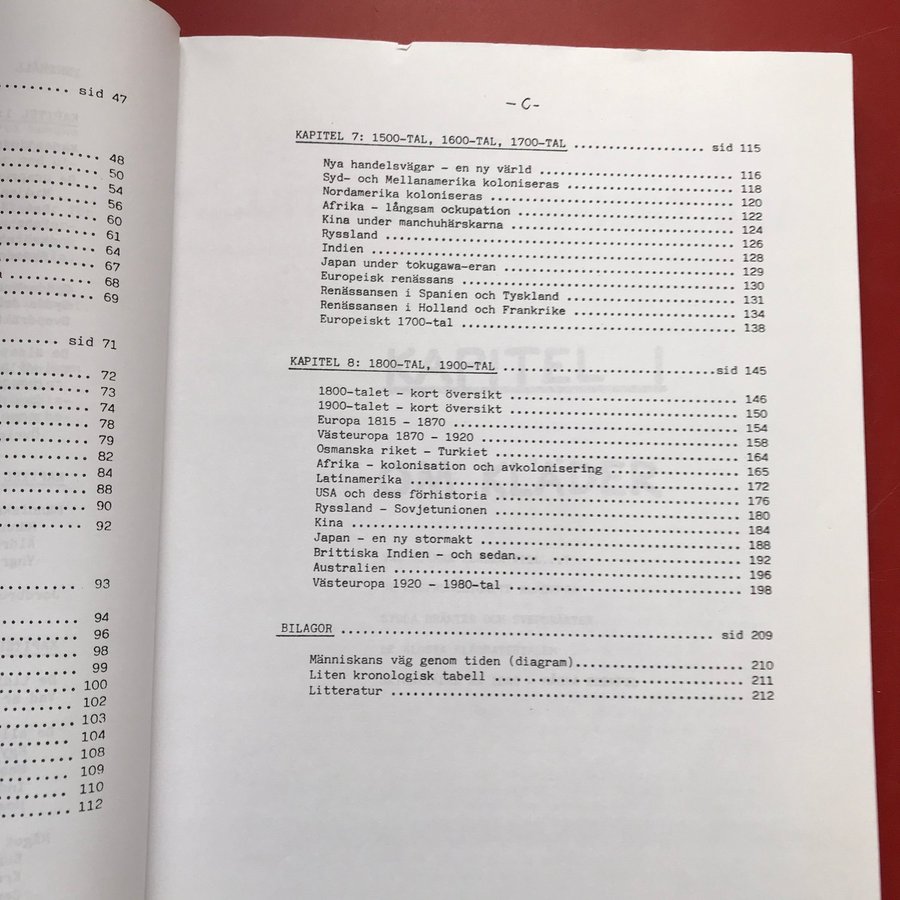 sid 47
48
50
54
56
60
61
64
67
68
69
sid 71
72
73
74
78
79
82
84
88
90
92
93
94
96
98
99
100
102
103
104
108
109
110
112
-C-
KAPITEL 7: 1500-TAL, 1600-TAL, 1700-TAL .................... sid 115
Nya handelsvägar - en ny värld ........................... 116
Syd- och Mellanamerika koloniseras ....................... 118
Nordamerika koloniseras .................................. 120
Afrika - långsam ockupation .............................. 122
Kina under manchuhärskarna ............................... 124
Ryssland ................................................. 126
Indien ................................................... 128
Japan under tokugawa-eran ................................ 129
Europeisk renässans ...................................... 130
Renässansen i Spanien och Tyskland ....................... 131
Renässansen i Holland och Frankrike ...................... 134
Europeiskt 1700-tal ...................................... 138
KAPITEL 8: 1800-TAL, 1900-TAL ..............................sid 145
1800-talet - kort översikt ............................... 146
1900-talet - kort översikt ............................... 150
Europa 1815 - 1870 ....................................... 154
Västeuropa 1870 - 1920 ................................... 158
Osmanska riket - Turkiet ................................. 164
Afrika - kolonisation och avkolonisering ................. 165
Latinamerika ............................................. 172
USA och dess förhistoria ................................. 176
Ryssland - Sovjetunionen ................................. 180
Kina ..................................................... 184
Japan - en ny stormakt ................................... 188
Brittiska Indien - och sedan... .......................... 192
Australien ............................................... 196
Västeuropa 1920 - 1980-tal ............................... 198
BILAGOR .................................................... sid 209
Människans väg genom tiden (diagram)...................... 210
Liten kronologisk tabell ................................. 211
Litteratur ............................................... 212